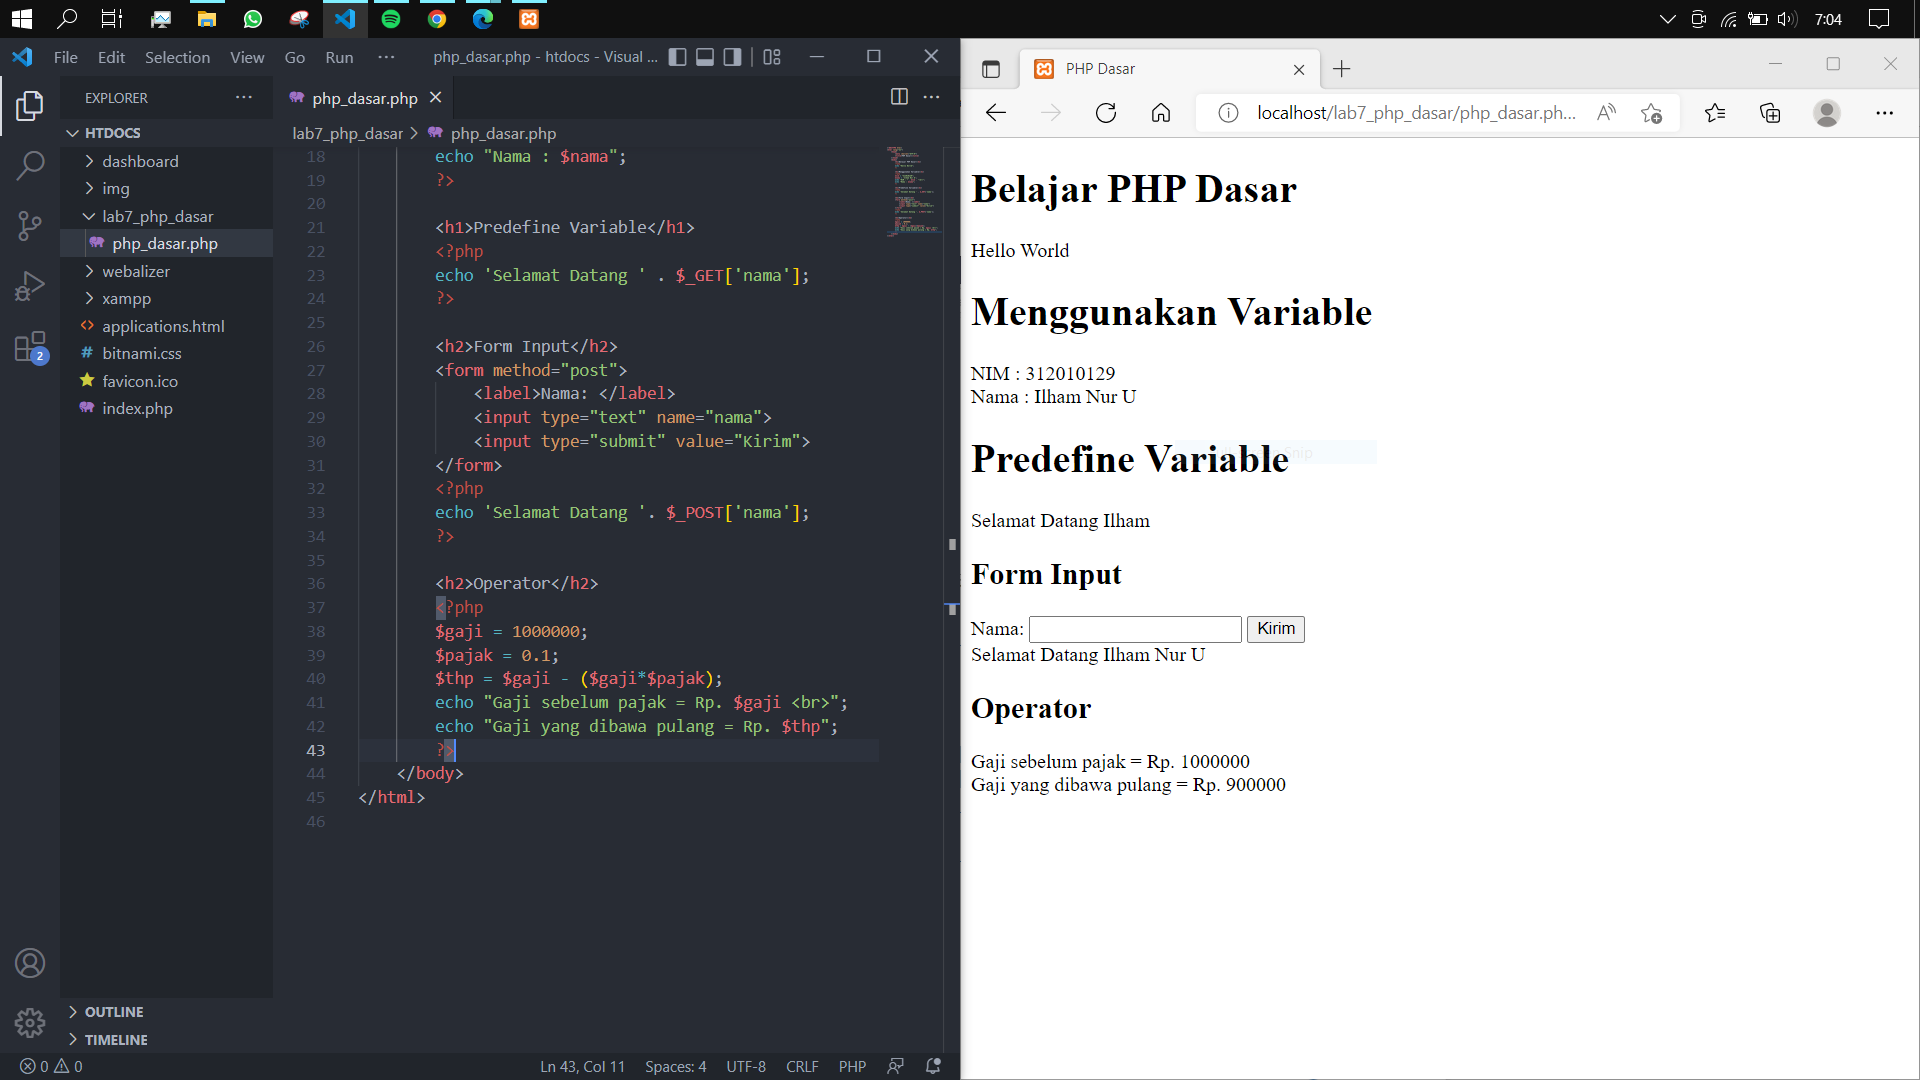 7:04
File Edit Selection View Go Run ··· php_dasar.php - htdocs - Visual ...
EXPLORER ···
HTDOCS
dashboard
img
lab7_php_dasar
php_dasar.php
webalizer
xampp
applications.html
bitnami.css
favicon.ico
index.php
2
OUTLINE
TIMELINE
php_dasar.php
lab7_php_dasar > php_dasar.php
18 echo "Nama : $nama";
19 ?>
20
21 <h1>Predefine Variable</h1>
22 <?php
23 echo 'Selamat Datang ' . $_GET['nama'];
24 ?>
25
26 <h2>Form Input</h2>
27 <form method="post">
28 <label>Nama: </label>
29 <input type="text" name="nama">
30 <input type="submit" value="Kirim">
31 </form>
32 <?php
33 echo 'Selamat Datang '. $_POST['nama'];
34 ?>
35
36 <h2>Operator</h2>
37 <?php
38 $gaji = 1000000;
39 $pajak = 0.1;
40 $thp = $gaji - ($gaji*$pajak);
41 echo "Gaji sebelum pajak = Rp. $gaji <br>";
42 echo "Gaji yang dibawa pulang = Rp. $thp";
43 ?>
44 </body>
45 </html>
46
0 0 Ln 43, Col 11 Spaces: 4 UTF-8 CRLF PHP
PHP Dasar
localhost/lab7_php_dasar/php_dasar.ph...
Belajar PHP Dasar
Hello World
Menggunakan Variable
NIM : 312010129
Nama : Ilham Nur U
Predefine Variable
Snip
Selamat Datang Ilham
Form Input
Nama: Kirim
Selamat Datang Ilham Nur U
Operator
Gaji sebelum pajak = Rp. 1000000
Gaji yang dibawa pulang = Rp. 900000